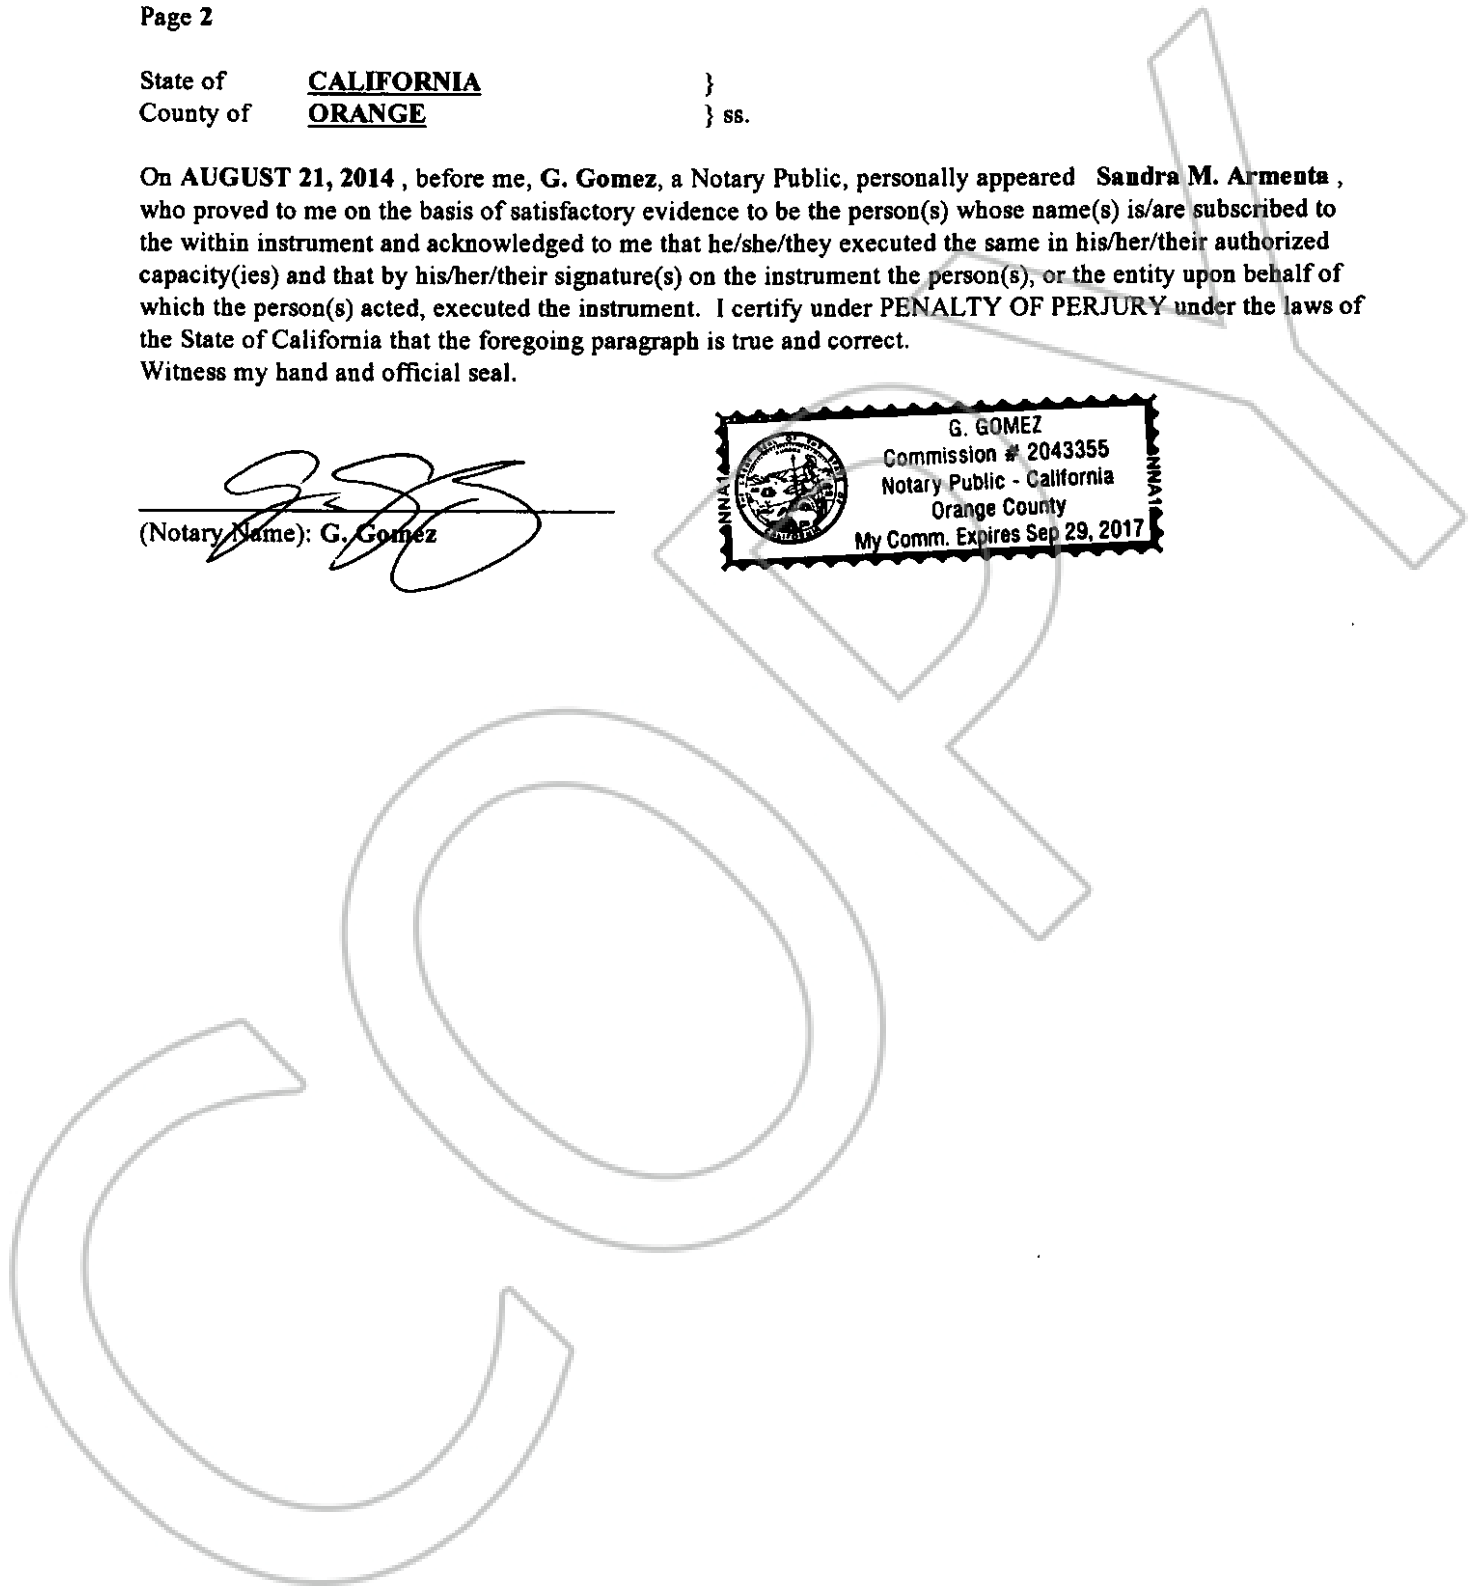 Page 2
State of CALIFORNIA }
County of ORANGE } ss.
On AUGUST 21, 2014 , before me, G. Gomez, a Notary Public, personally appeared Sandra M. Armenta ,
who proved to me on the basis of satisfactory evidence to be the person(s) whose name(s) is/are subscribed to
the within instrument and acknowledged to me that he/she/they executed the same in his/her/their authorized
capacity(ies) and that by his/her/their signature(s) on the instrument the person(s), or the entity upon behalf of
which the person(s) acted, executed the instrument. I certify under PENALTY OF PERJURY under the laws of
the State of California that the foregoing paragraph is true and correct.
Witness my hand and official seal.
(Notary Name): G. Gomez
G. GOMEZ
Commission # 2043355
Notary Public - California
Orange County
My Comm. Expires Sep 29, 2017
NNA1
NNA1
COPY